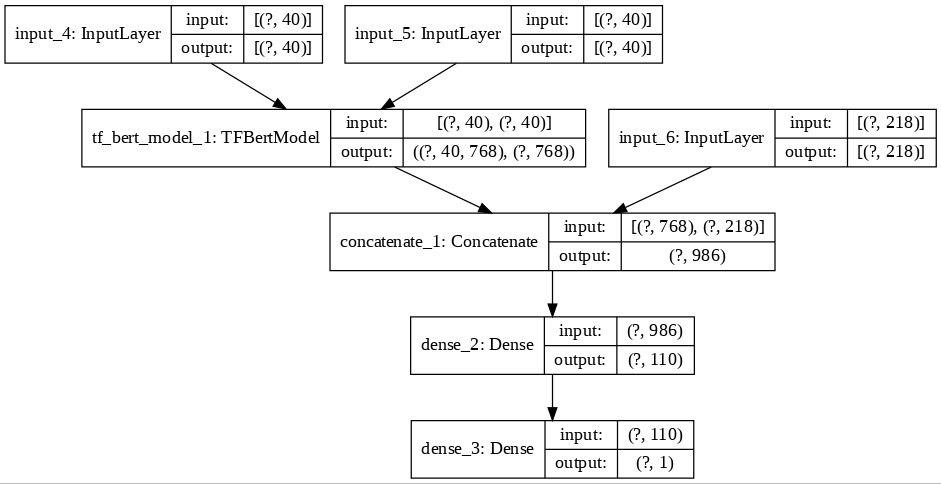 input_4: InputLayer
input: [(?, 40)]
output: [(?, 40)]
input_5: InputLayer
input: [(?, 40)]
output: [(?, 40)]
tf_bert_model_1: TFBertModel
input: [(?, 40), (?, 40)]
output: ((?, 40, 768), (?, 768))
input_6: InputLayer
input: [(?, 218)]
output: [(?, 218)]
concatenate_1: Concatenate
input: [(?, 768), (?, 218)]
output: (?, 986)
dense_2: Dense
input: (?, 986)
output: (?, 110)
dense_3: Dense
input: (?, 110)
output: (?, 1)